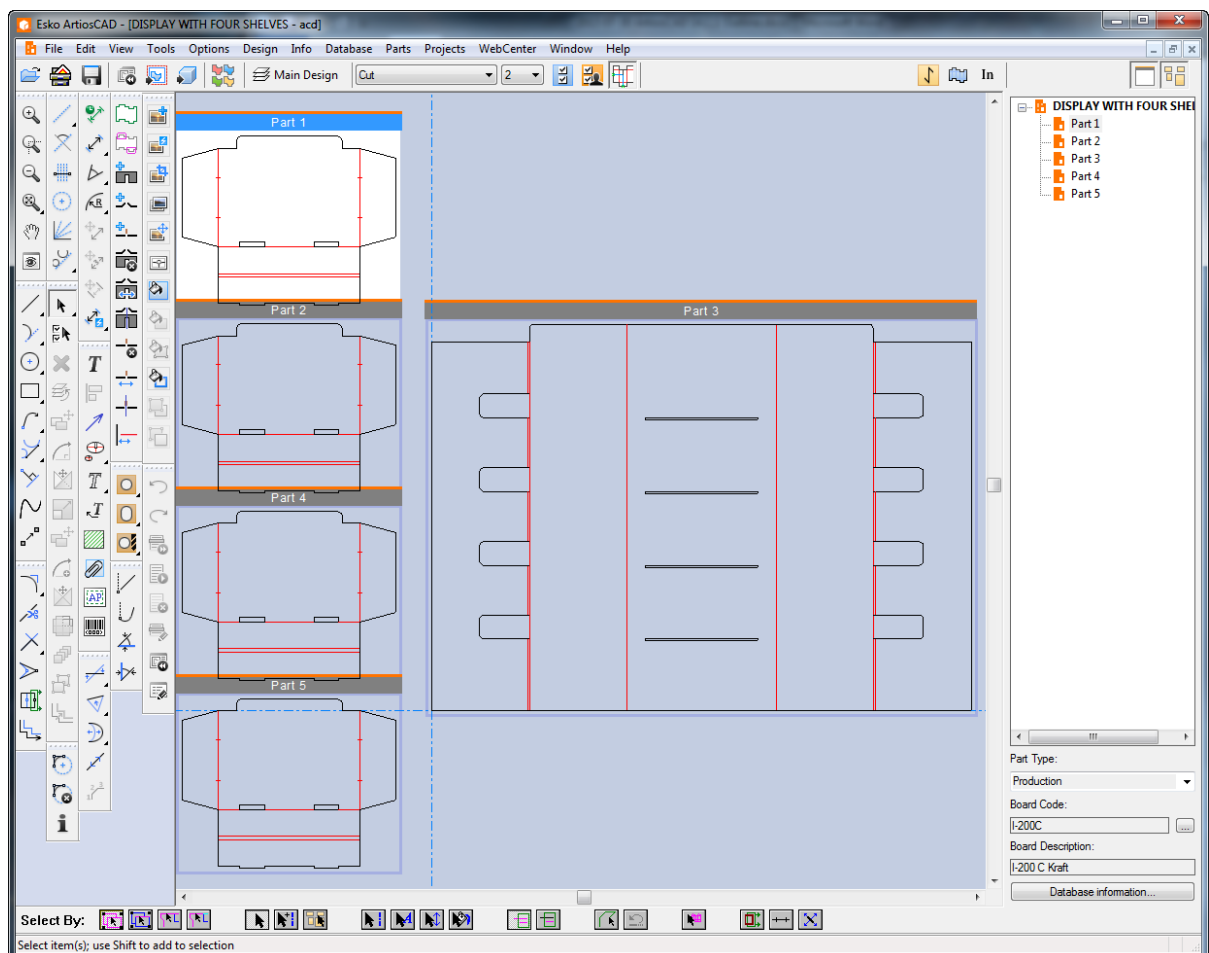 Esko ArtiosCAD - [DISPLAY WITH FOUR SHELVES - acd]
File Edit View Tools Options Design Info Database Parts Projects WebCenter Window Help
Main Design Cut 2 In
Part 1
Part 2
Part 3
Part 4
Part 5
DISPLAY WITH FOUR SHEL
Part 1
Part 2
Part 3
Part 4
Part 5
Part Type:
Production
Board Code:
I-200C
...
Board Description:
I-200 C Kraft
Database information...
Select By:
Select item(s); use Shift to add to selection